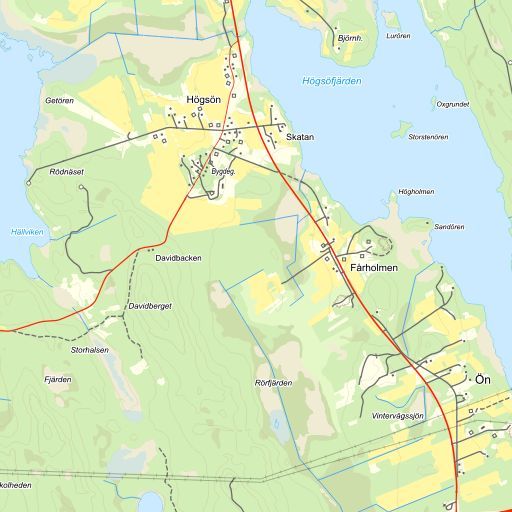 Lurören
Björnh.
Högsöfjärden
Getören
Högsön
Oxgrundet
Skatan
Storstenören
Rödnäset
Bygdeg.
Högholmen
Hällviken
Sandören
Davidbacken
Fårholmen
Davidberget
Storhalsen
Fjärden
Rörfjärden
Ön
Vintervägssjön
kolheden